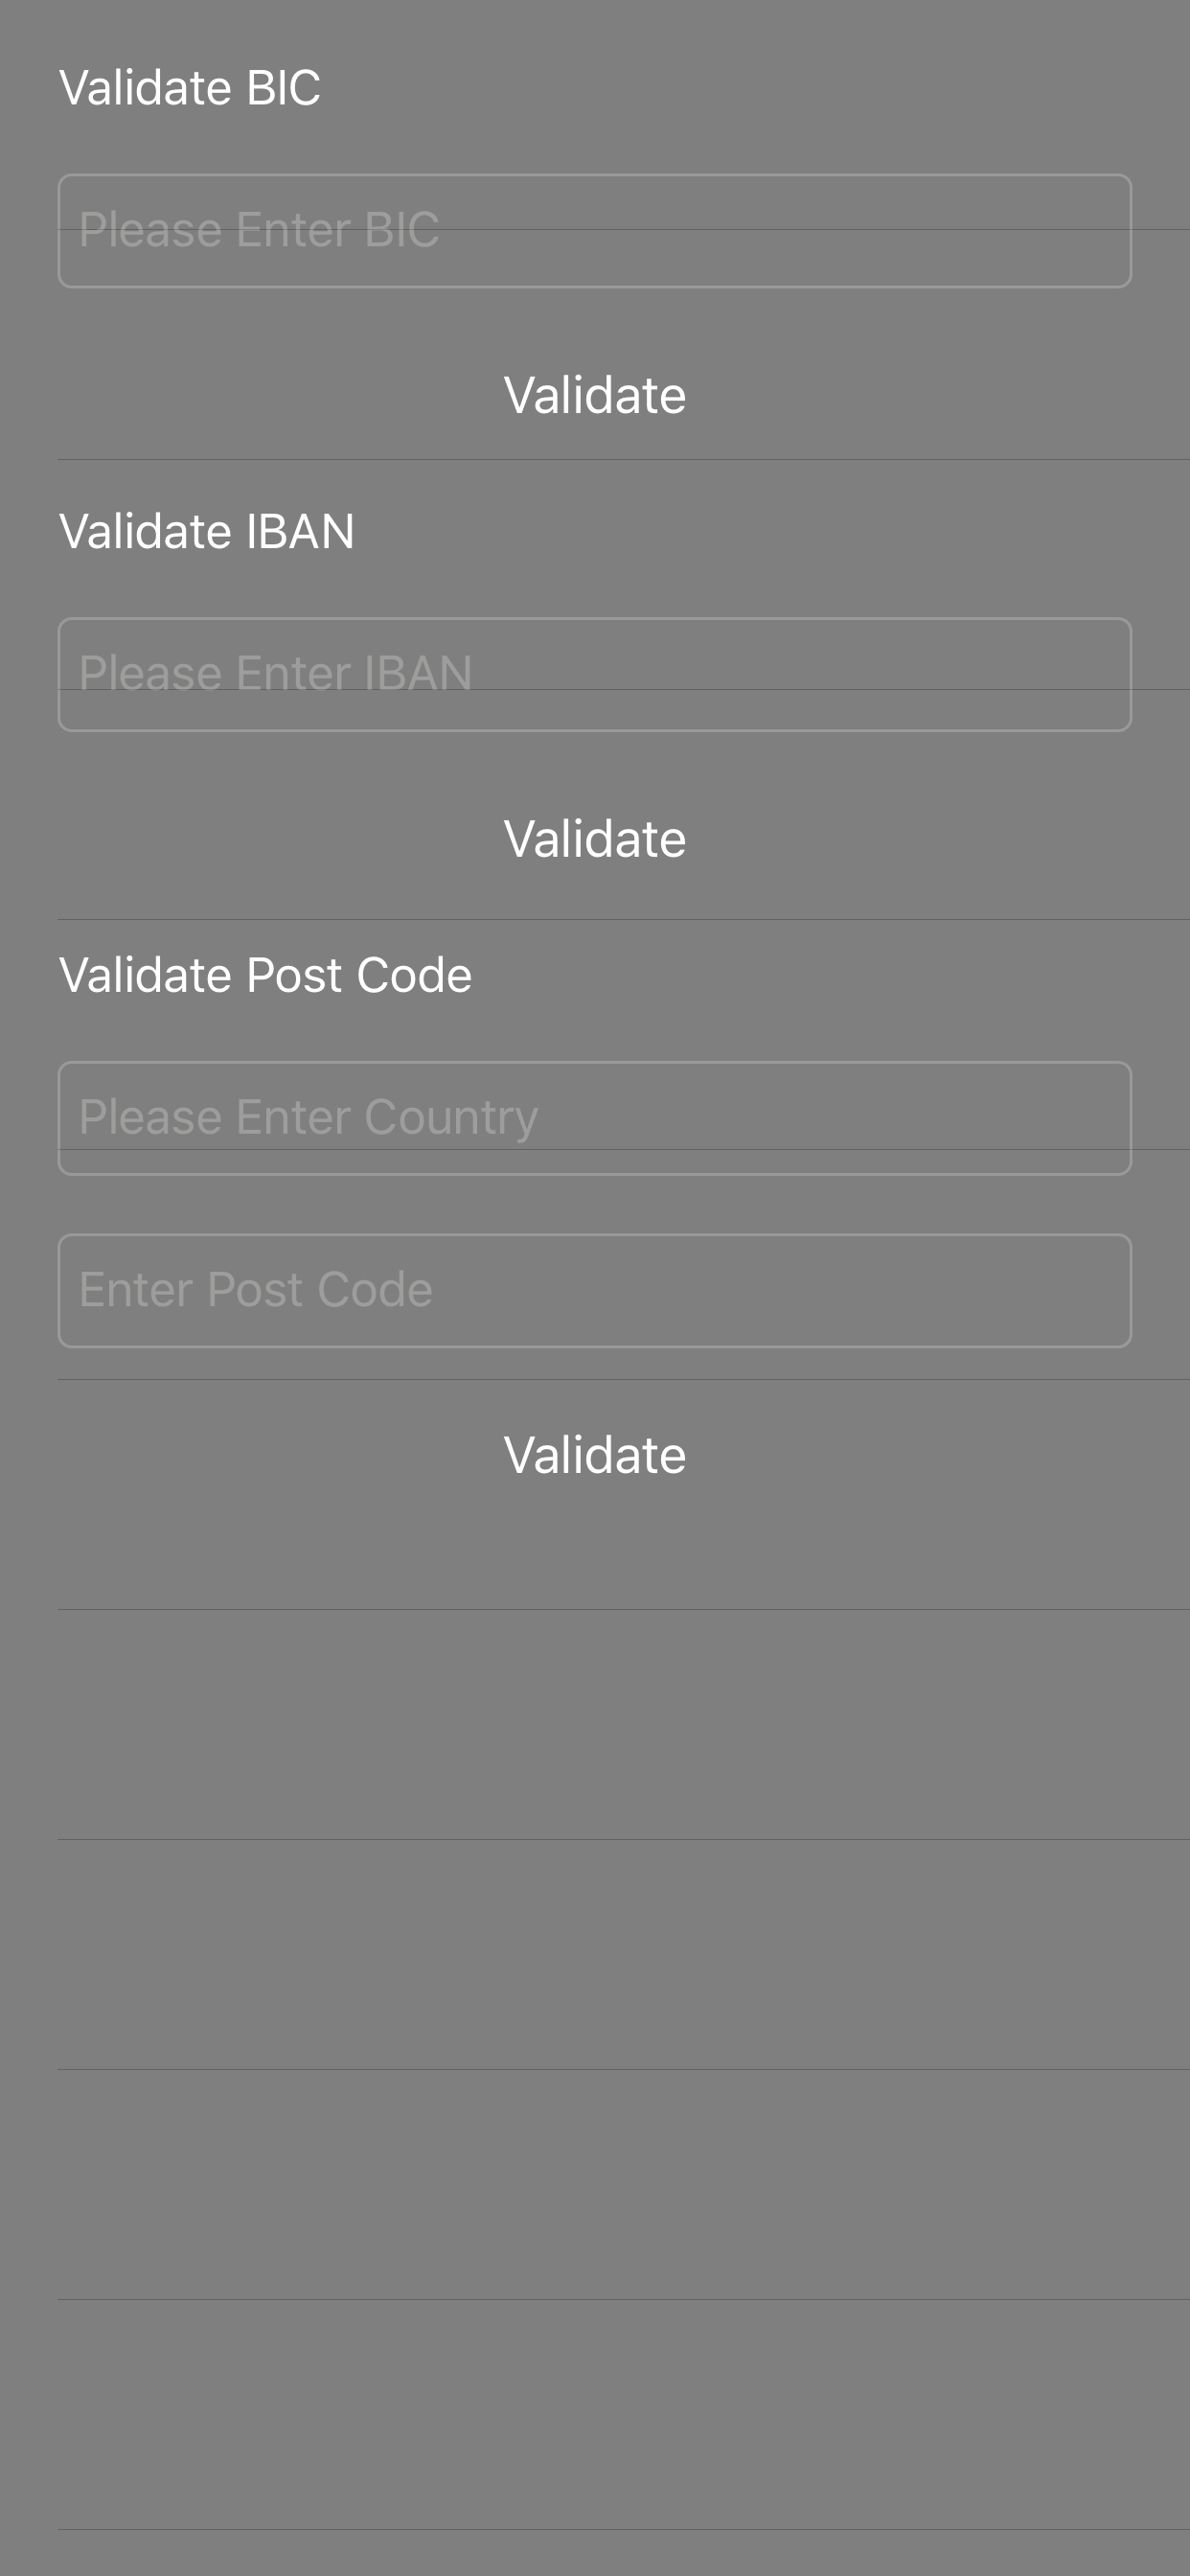 Validate BIC
Please Enter BIC
Validate
Validate IBAN
Please Enter IBAN
Validate
Validate Post Code
Please Enter Country
Enter Post Code
Validate